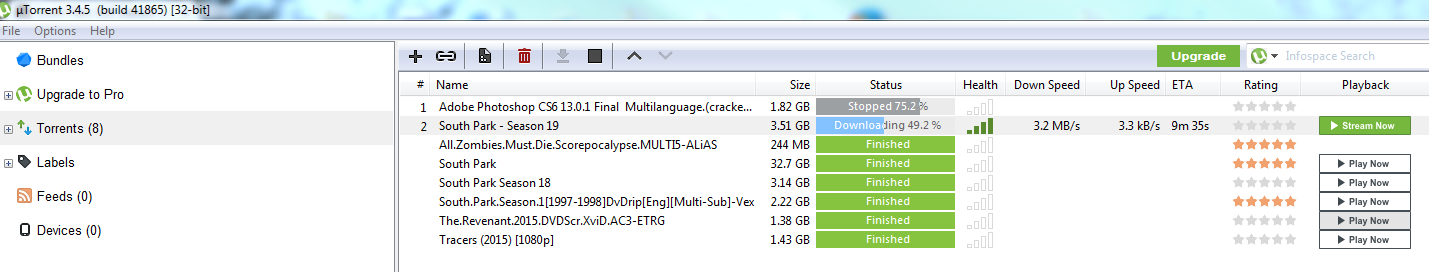 µTorrent 3.4.5 (build 41865) [32-bit]
File Options Help
Bundles
Upgrade to Pro
Torrents (8)
Labels
Feeds (0)
Devices (0)
Upgrade
Infospace Search
# Name Size Status Health Down Speed Up Speed ETA Rating Playback
1 Adobe Photoshop CS6 13.0.1 Final Multilanguage.(cracke... 1.82 GB Stopped 75.2 %
2 South Park - Season 19 3.51 GB Downloading 49.2 % 3.2 MB/s 3.3 kB/s 9m 35s Stream Now
All.Zombies.Must.Die.Scorepocalypse.MULTI5-ALiAS 244 MB Finished
South Park 32.7 GB Finished Play Now
South Park Season 18 3.14 GB Finished Play Now
South.Park.Season.1[1997-1998]DvDrip[Eng][Multi-Sub]-Vex 2.22 GB Finished Play Now
The.Revenant.2015.DVDScr.XviD.AC3-ETRG 1.38 GB Finished Play Now
Tracers (2015) [1080p] 1.43 GB Finished Play Now